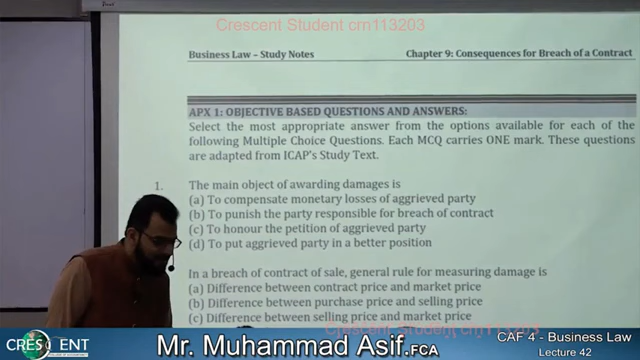 Crescent Student cm113203
Business Law – Study Notes Chapter 9: Consequences for Breach of a Contract
APX 1: OBJECTIVE BASED QUESTIONS AND ANSWERS:
Select the most appropriate answer from the options available for each of the
following Multiple Choice Questions. Each MCQ carries ONE mark. These questions
are adapted from ICAP's Study Text.
1. The main object of awarding damages is
(a) To compensate monetary losses of aggrieved party
(b) To punish the party responsible for breach of contract
(c) To honour the petition of aggrieved party
(d) To put aggrieved party in a better position
In a breach of contract of sale, general rule for measuring damage is
(a) Difference between contract price and market price
(b) Difference between purchase price and selling price
(c) Difference between selling price and market price
Crescent Student cm113203
CRESCENT
Mr. Muhammad Asif.FCA
CAF 4 - Business Law
Lecture 42